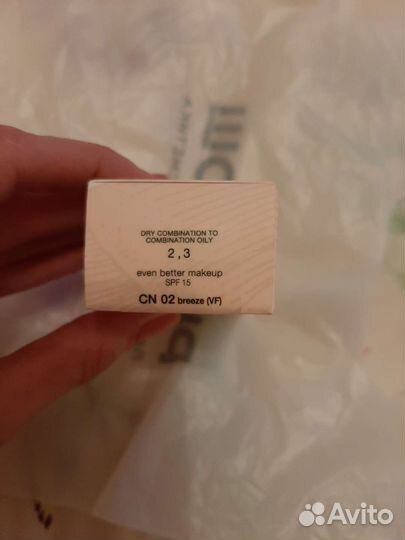 DRY COMBINATION TO
COMBINATION OILY
2 , 3
even better makeup
SPF 15
CN 02 breeze (VF)
Avito